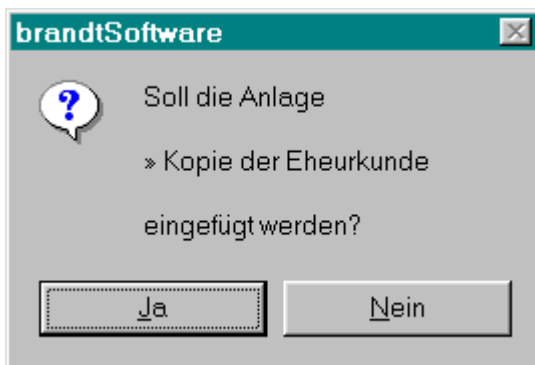 brandtSoftware
Soll die Anlage
» Kopie der Eheurkunde
eingefügt werden?
Ja
Nein